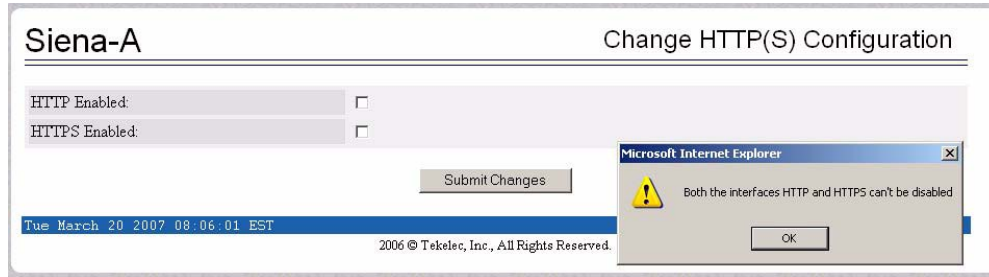 Siena-A
Change HTTP(S) Configuration
HTTP Enabled:
HTTPS Enabled:
Submit Changes
Microsoft Internet Explorer
Both the interfaces HTTP and HTTPS can't be disabled
OK
Tue March 20 2007 08:06:01 EST
2006 © Tekelec, Inc., All Rights Reserved.